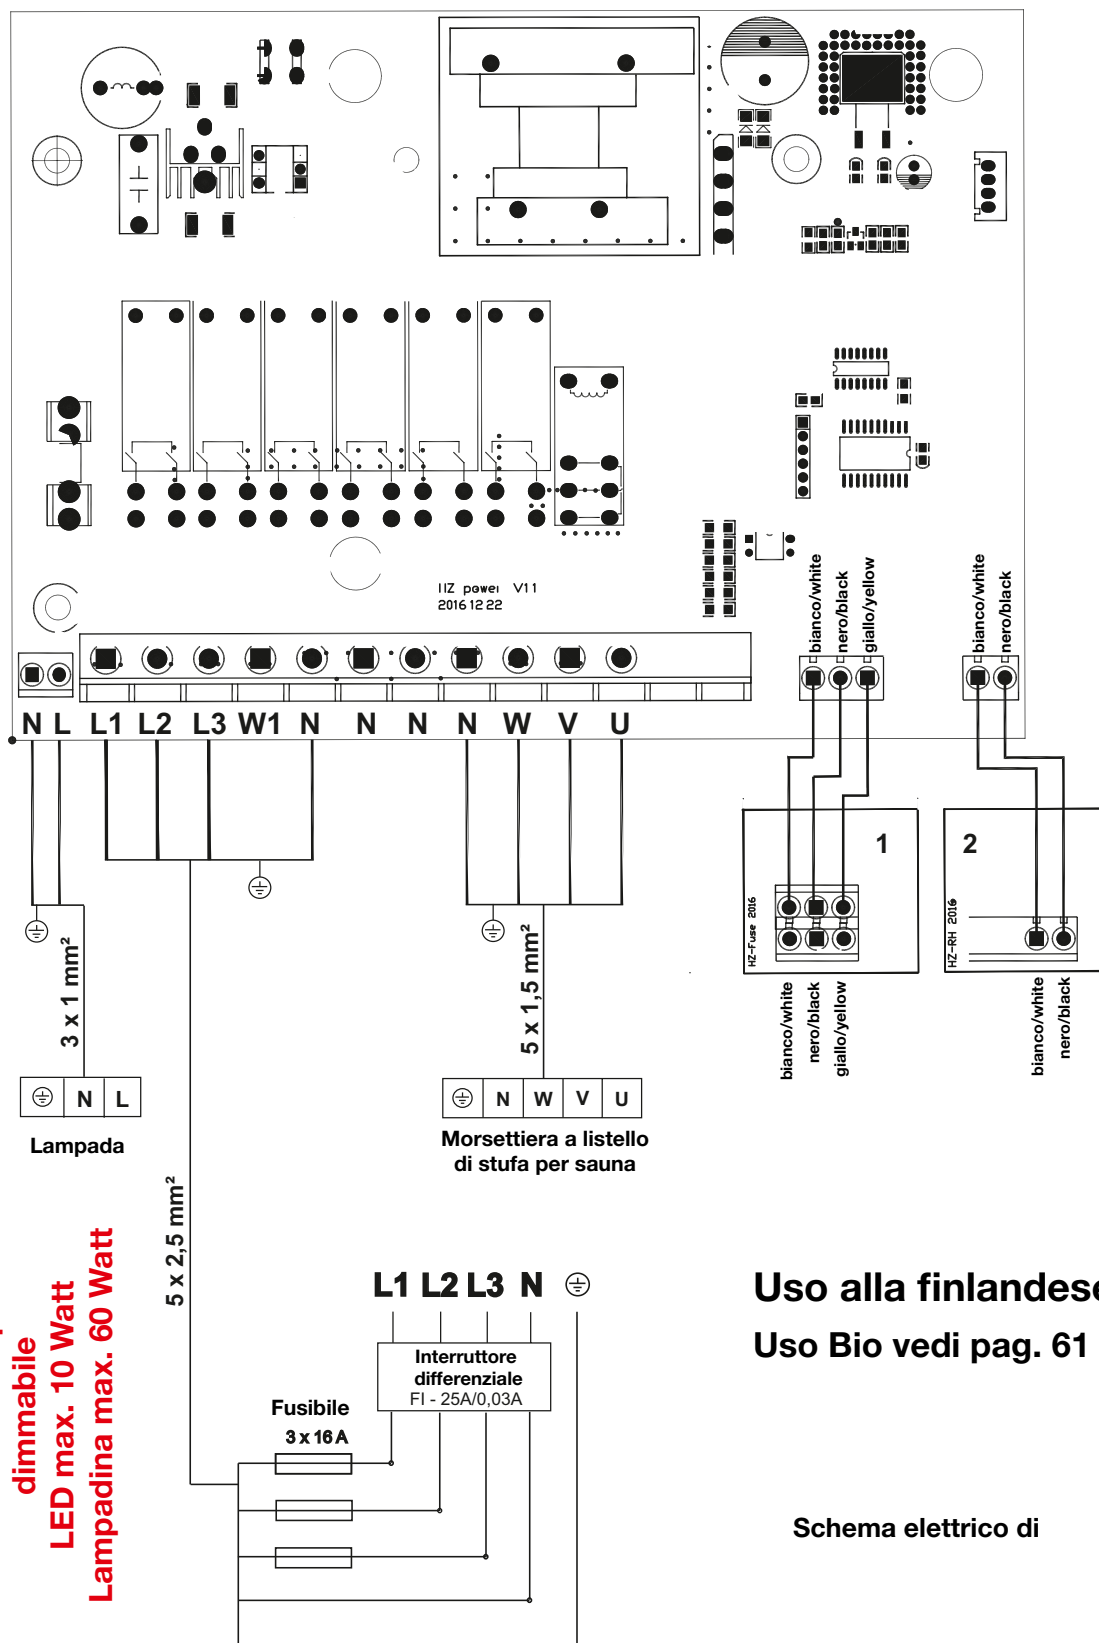 HZ power V11
2016 12 22
bianco/white
nero/black
giallo/yellow
bianco/white
nero/black
N L L1 L2 L3 W1 N N N N W V U
1
2
HZ-Fuse 2016
HZ-RH 2016
bianco/white
nero/black
giallo/yellow
bianco/white
nero/black
3 x 1 mm²
5 x 1,5 mm²
N L
Lampada
N W V U
Morsettiera a listello
di stufa per sauna
5 x 2,5 mm²
dimmabile
LED max. 10 Watt
Lampadina max. 60 Watt
L1 L2 L3 N
Interruttore
differenziale
FI - 25A/0,03A
Fusibile
3 x 16 A
Uso alla finlandese
Uso Bio vedi pag. 61
Schema elettrico di